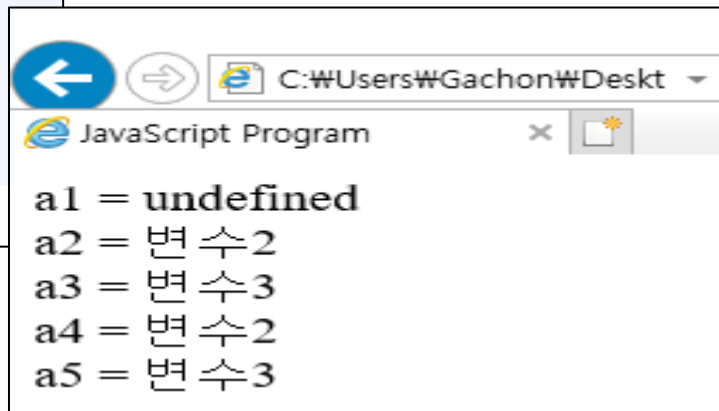 C:₩Users₩Gachon₩Deskt
JavaScript Program
a1 = undefined
a2 = 변수2
a3 = 변수3
a4 = 변수2
a5 = 변수3